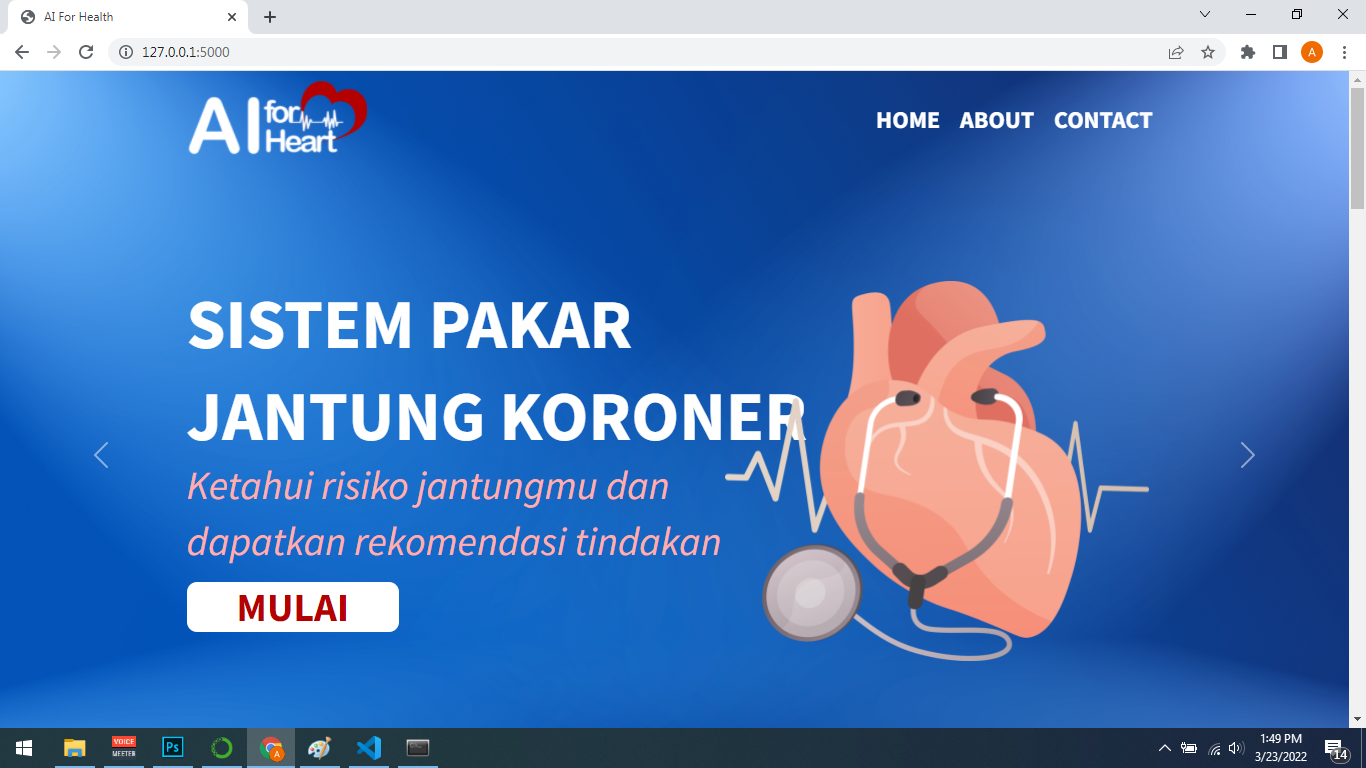 AI For Health
127.0.0.1:5000
A
AI for Heart
HOME ABOUT CONTACT
SISTEM PAKAR
JANTUNG KORONER
Ketahui risiko jantungmu dan
dapatkan rekomendasi tindakan
MULAI
VOICE
MEETER
Ps
A
1:49 PM
3/23/2022
14